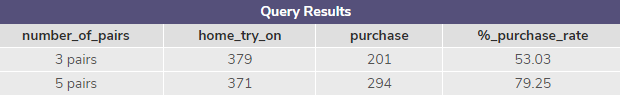 Query Results
number_of_pairs home_try_on purchase %_purchase_rate
3 pairs 379 201 53.03
5 pairs 371 294 79.25